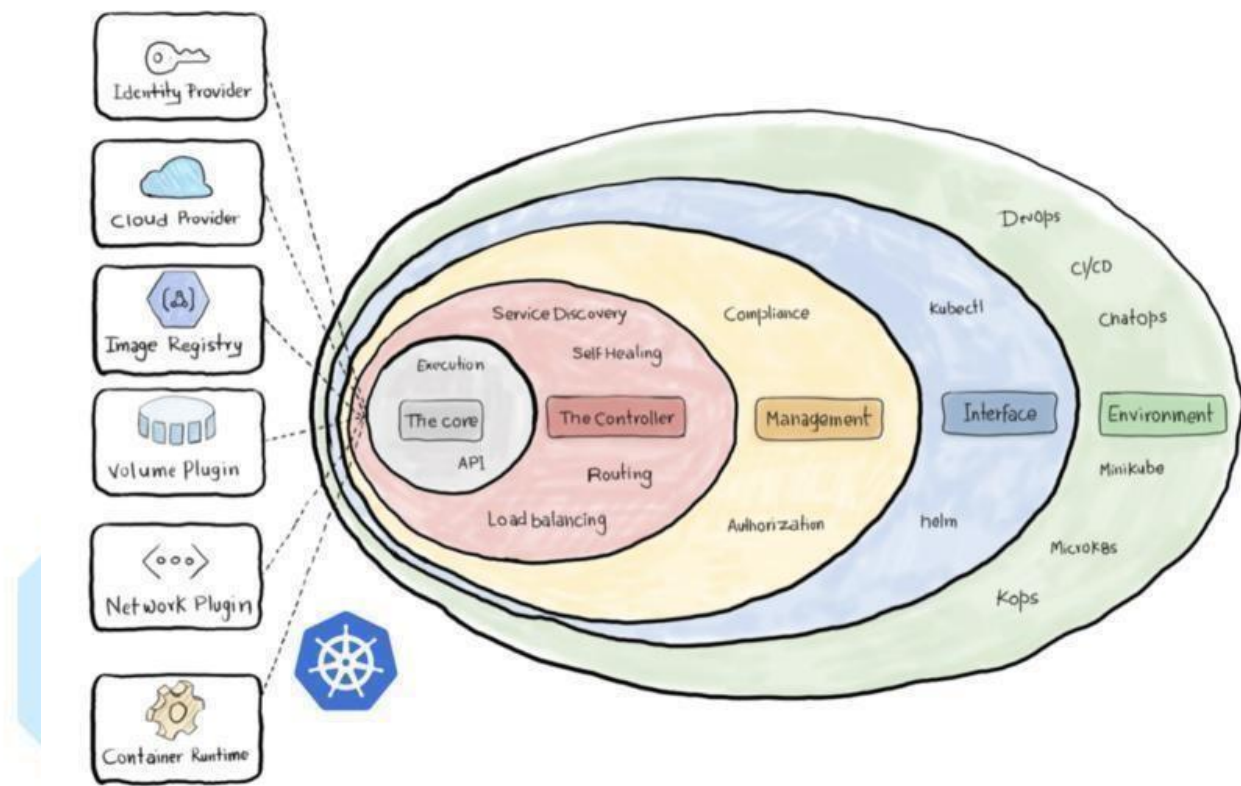 Identity Provider
Cloud Provider
Image Registry
Volume Plugin
Network Plugin
Container Runtime
Execution
The core
API
Service Discovery
Self Healing
The Controller
Routing
Load balancing
Compliance
Management
Authorization
Kubectl
Interface
helm
DevOps
CI/CD
Chatops
Environment
Minikube
MicroK8s
Kops